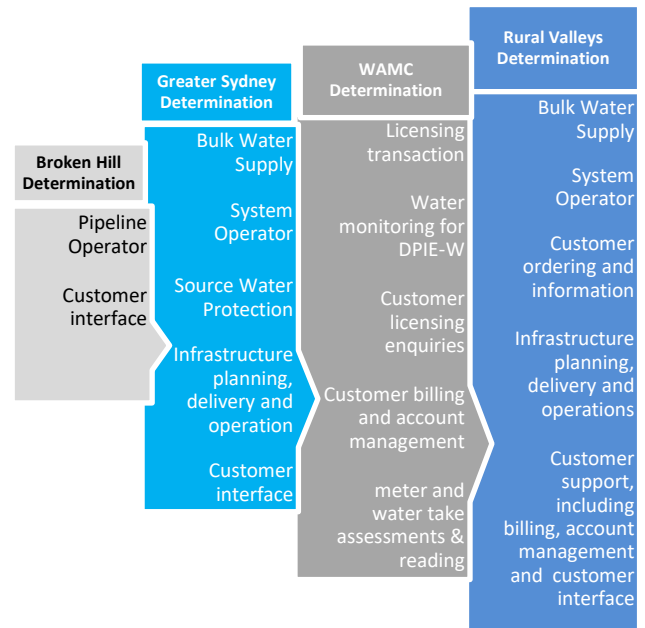 Broken Hill
Determination
Pipeline
Operator
Customer
interface
Greater Sydney
Determination
Bulk Water
Supply
System
Operator
Source Water
Protection
Infrastructure
planning,
delivery and
operation
Customer
interface
WAMC
Determination
Licensing
transaction
Water
monitoring for
DPIE-W
Customer
licensing
enquiries
Customer billing
and account
management
meter and
water take
assessments &
reading
Rural Valleys
Determination
Bulk Water
Supply
System
Operator
Customer
ordering and
information
Infrastructure
planning,
delivery and
operations
Customer
support,
including
billing, account
management
and customer
interface